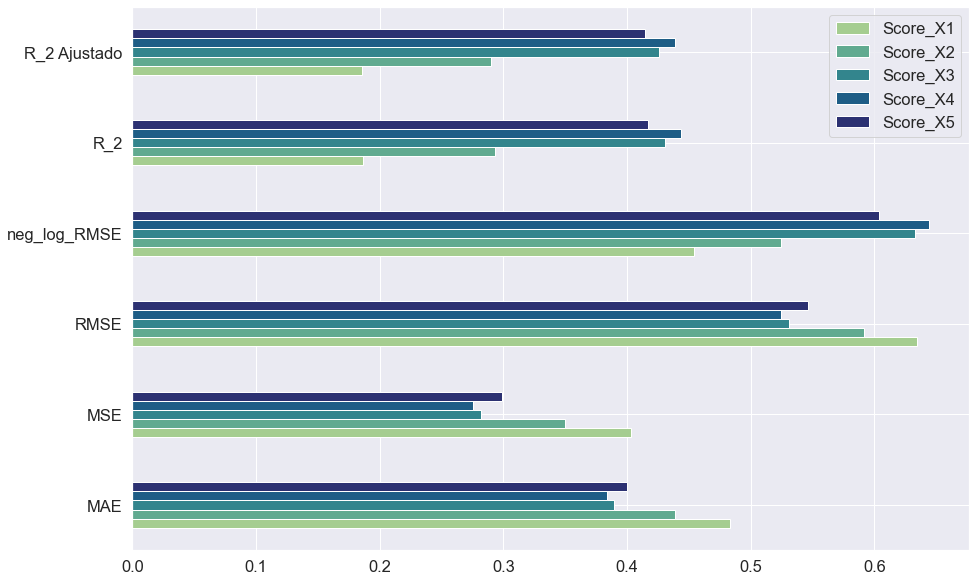 R_2 Ajustado
R_2
neg_log_RMSE
RMSE
MSE
MAE
0.0 0.1 0.2 0.3 0.4 0.5 0.6
Score_X1
Score_X2
Score_X3
Score_X4
Score_X5